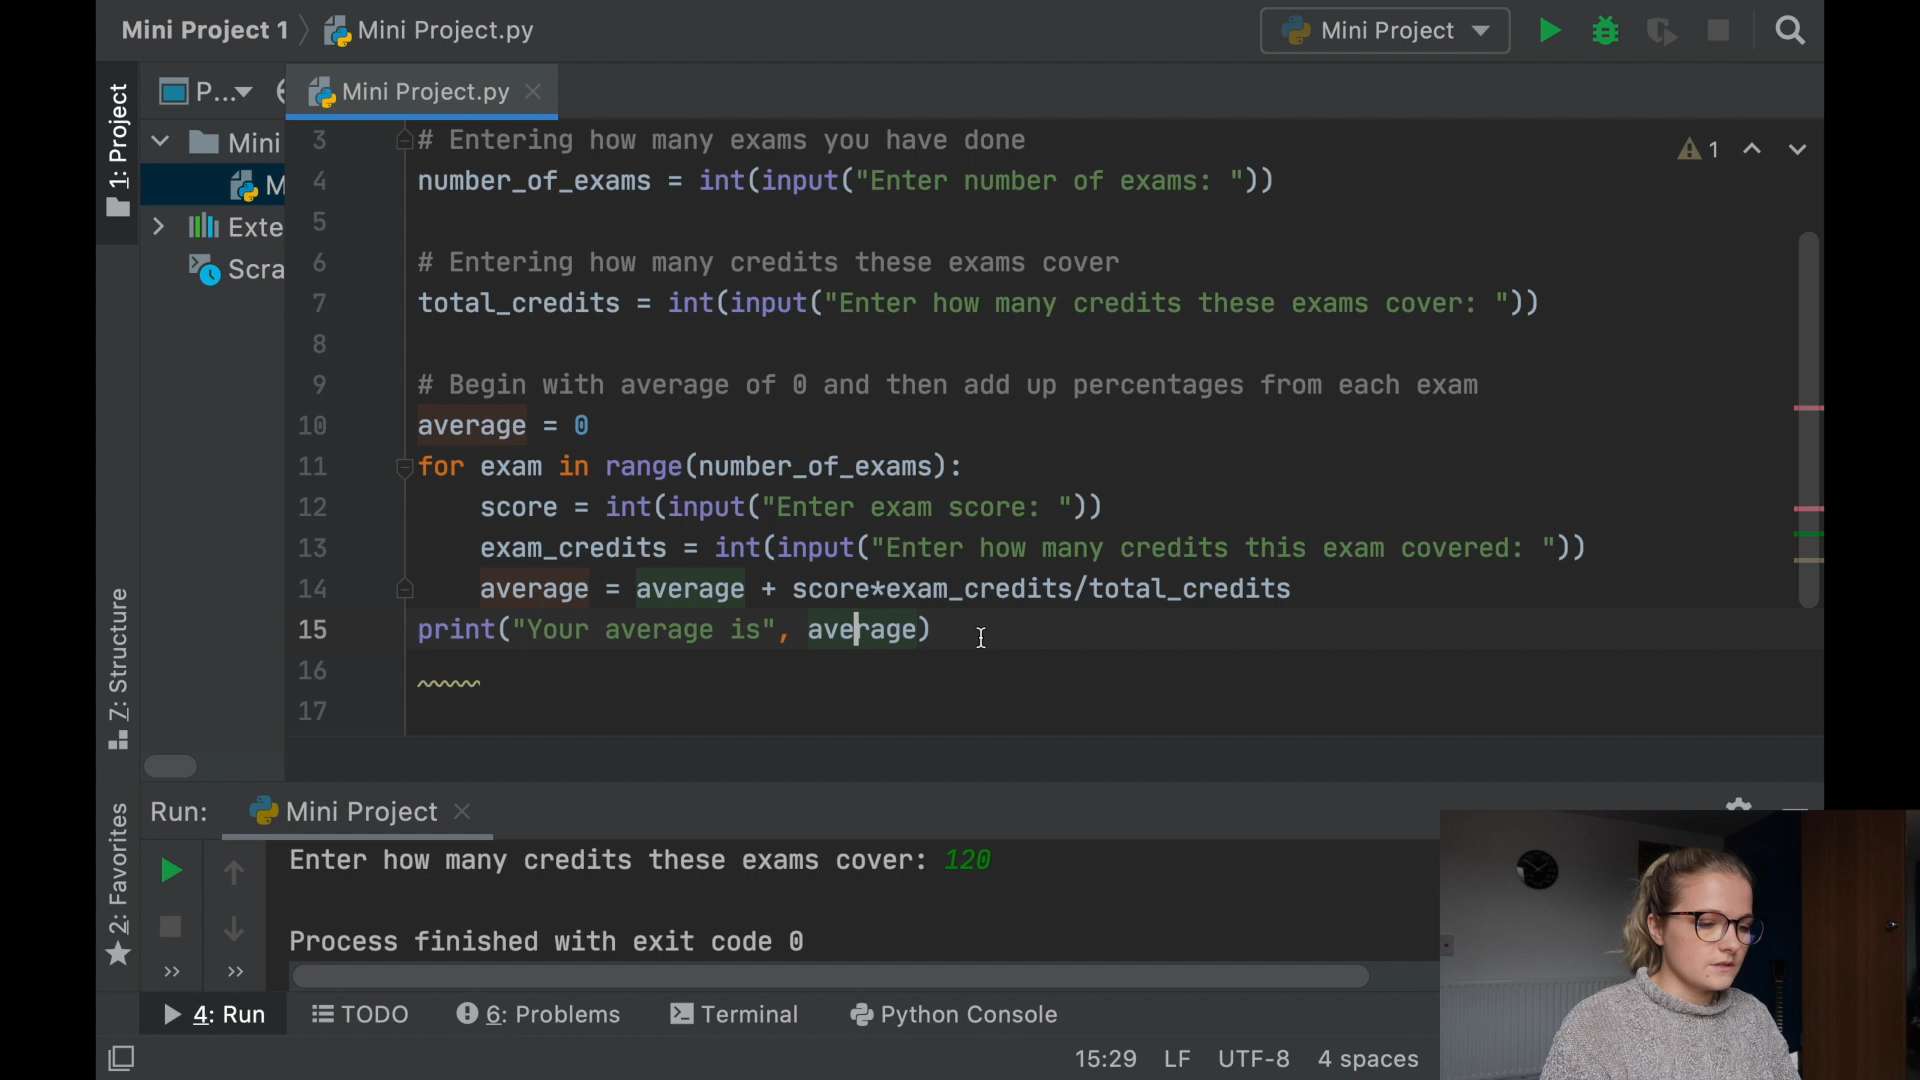 Mini Project 1 Mini Project.py Mini Project
1: Project P... Mini Project.py
Mini
M
Exte
Scra
3 # Entering how many exams you have done 1
4 number_of_exams = int(input("Enter number of exams: "))
5
6 # Entering how many credits these exams cover
7 total_credits = int(input("Enter how many credits these exams cover: "))
8
9 # Begin with average of 0 and then add up percentages from each exam
10 average = 0
11 for exam in range(number_of_exams):
12 score = int(input("Enter exam score: "))
13 exam_credits = int(input("Enter how many credits this exam covered: "))
14 average = average + score*exam_credits/total_credits
15 print("Your average is", average)
16
17
7: Structure
2: Favorites
Run: Mini Project
Enter how many credits these exams cover: 120
Process finished with exit code 0
4: Run TODO 6: Problems Terminal Python Console
15:29 LF UTF-8 4 spaces